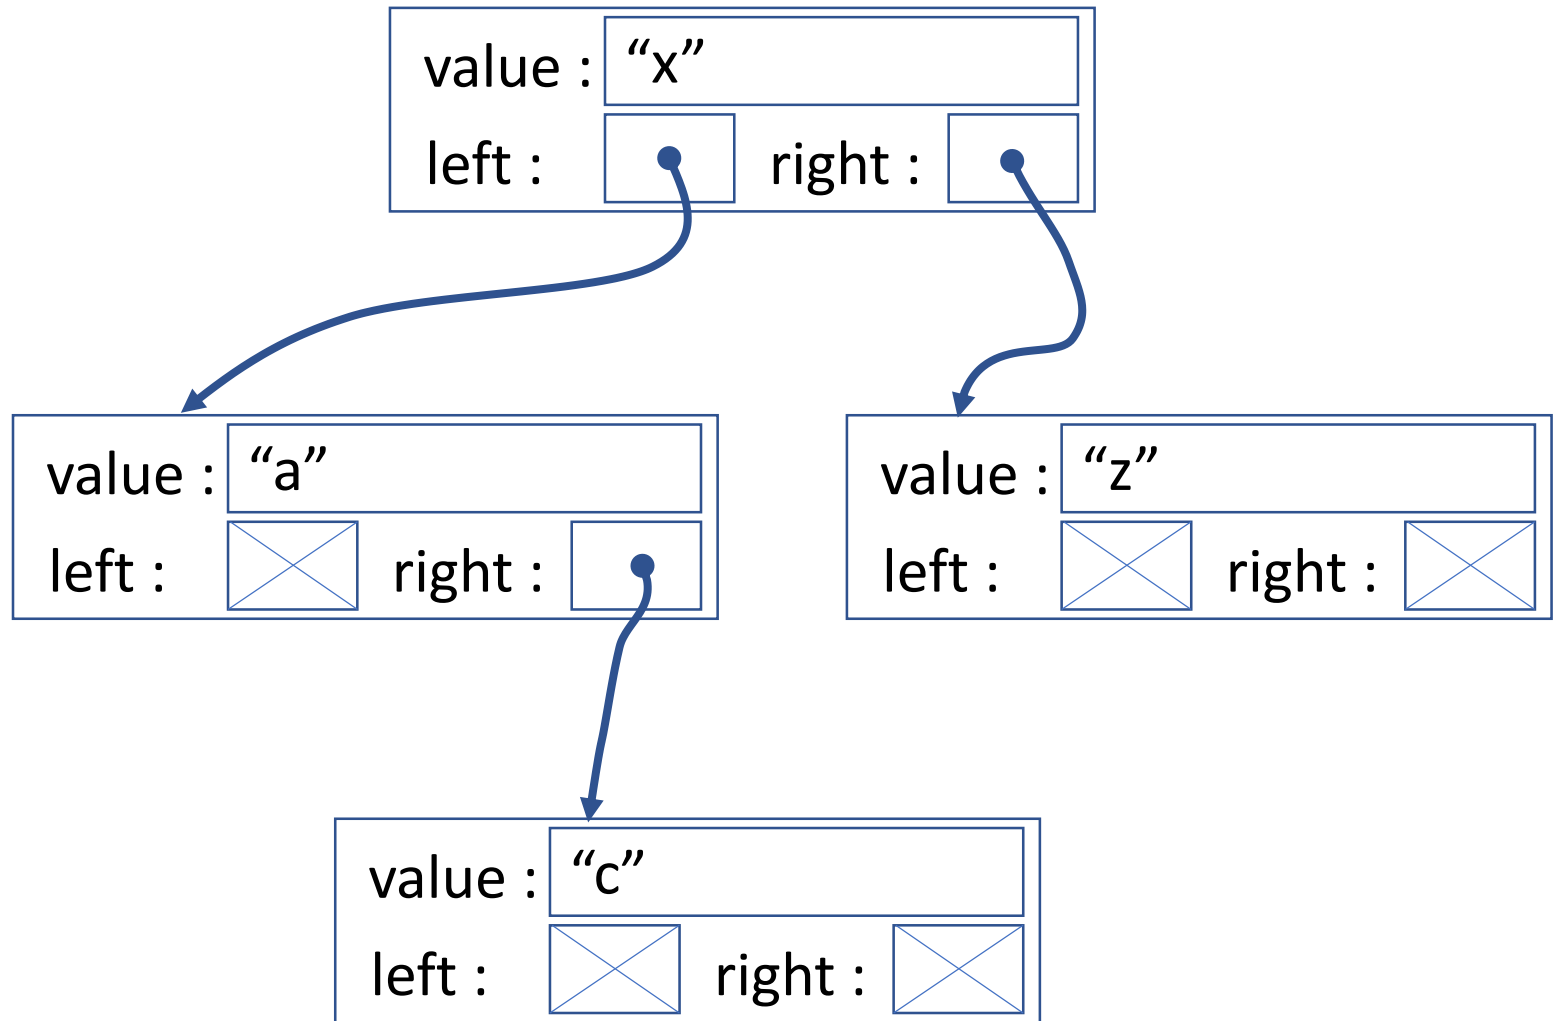 value : “x”
left : right :
value : “a”
left : right :
value : “z”
left : right :
value : “c”
left : right :